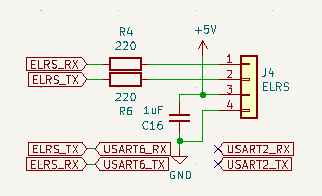 R4
220
+5V
ELRS_RX
ELRS_TX
1
2
3
4
J4
ELRS
220
R6
1uF
C16
ELRS_RX
USART6_RX
USART2_RX
ELRS_TX
USART6_TX
USART2_TX
GND